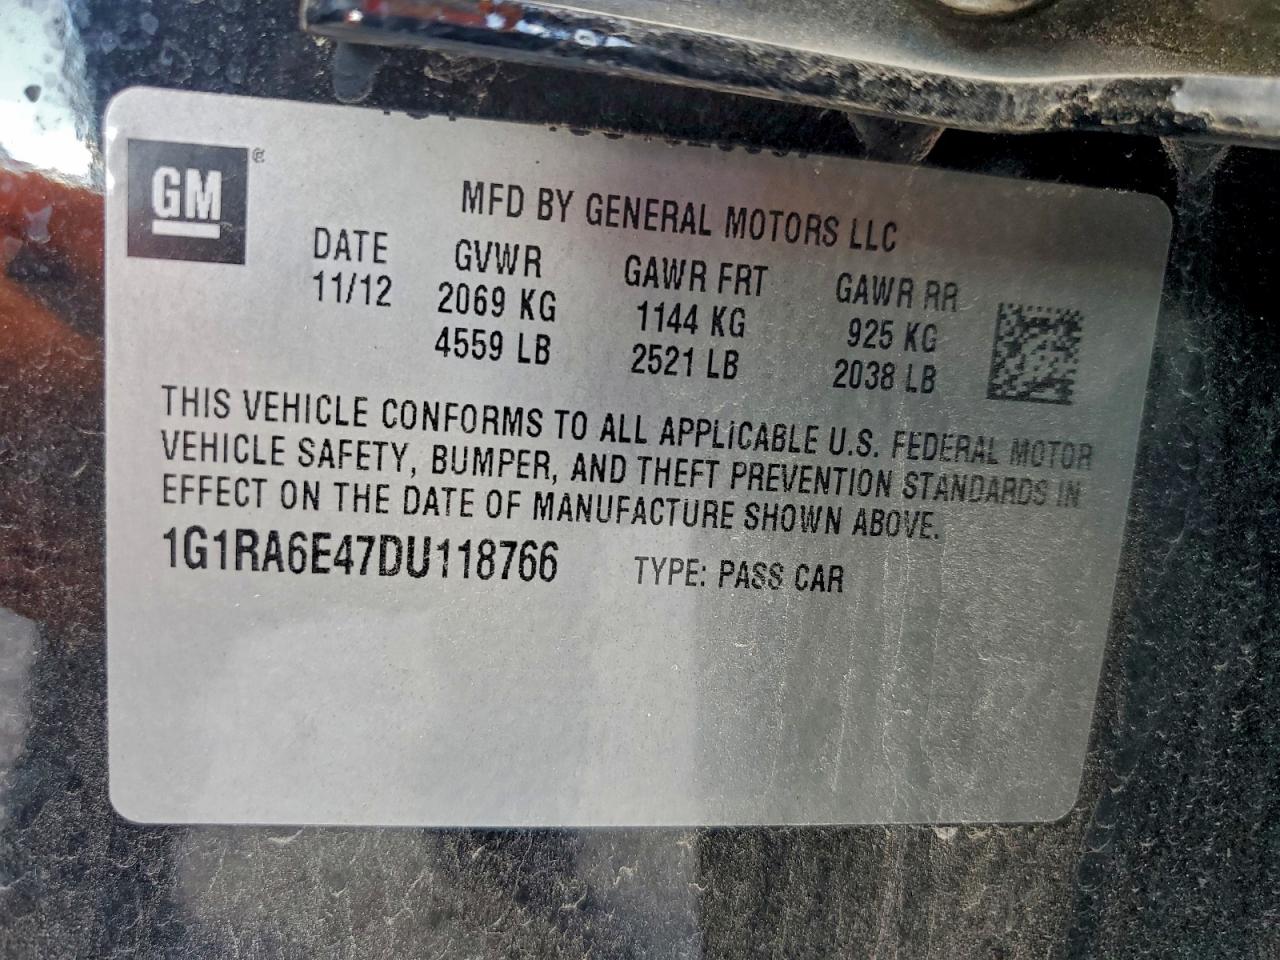 GM
MFD BY GENERAL MOTORS LLC
DATE GVWR GAWR FRT GAWR RR
11/12 2069 KG 1144 KG 925 KG
4559 LB 2521 LB 2038 LB
THIS VEHICLE CONFORMS TO ALL APPLICABLE U.S. FEDERAL MOTOR
VEHICLE SAFETY, BUMPER, AND THEFT PREVENTION STANDARDS IN
EFFECT ON THE DATE OF MANUFACTURE SHOWN ABOVE.
1G1RA6E47DU118766 TYPE: PASS CAR